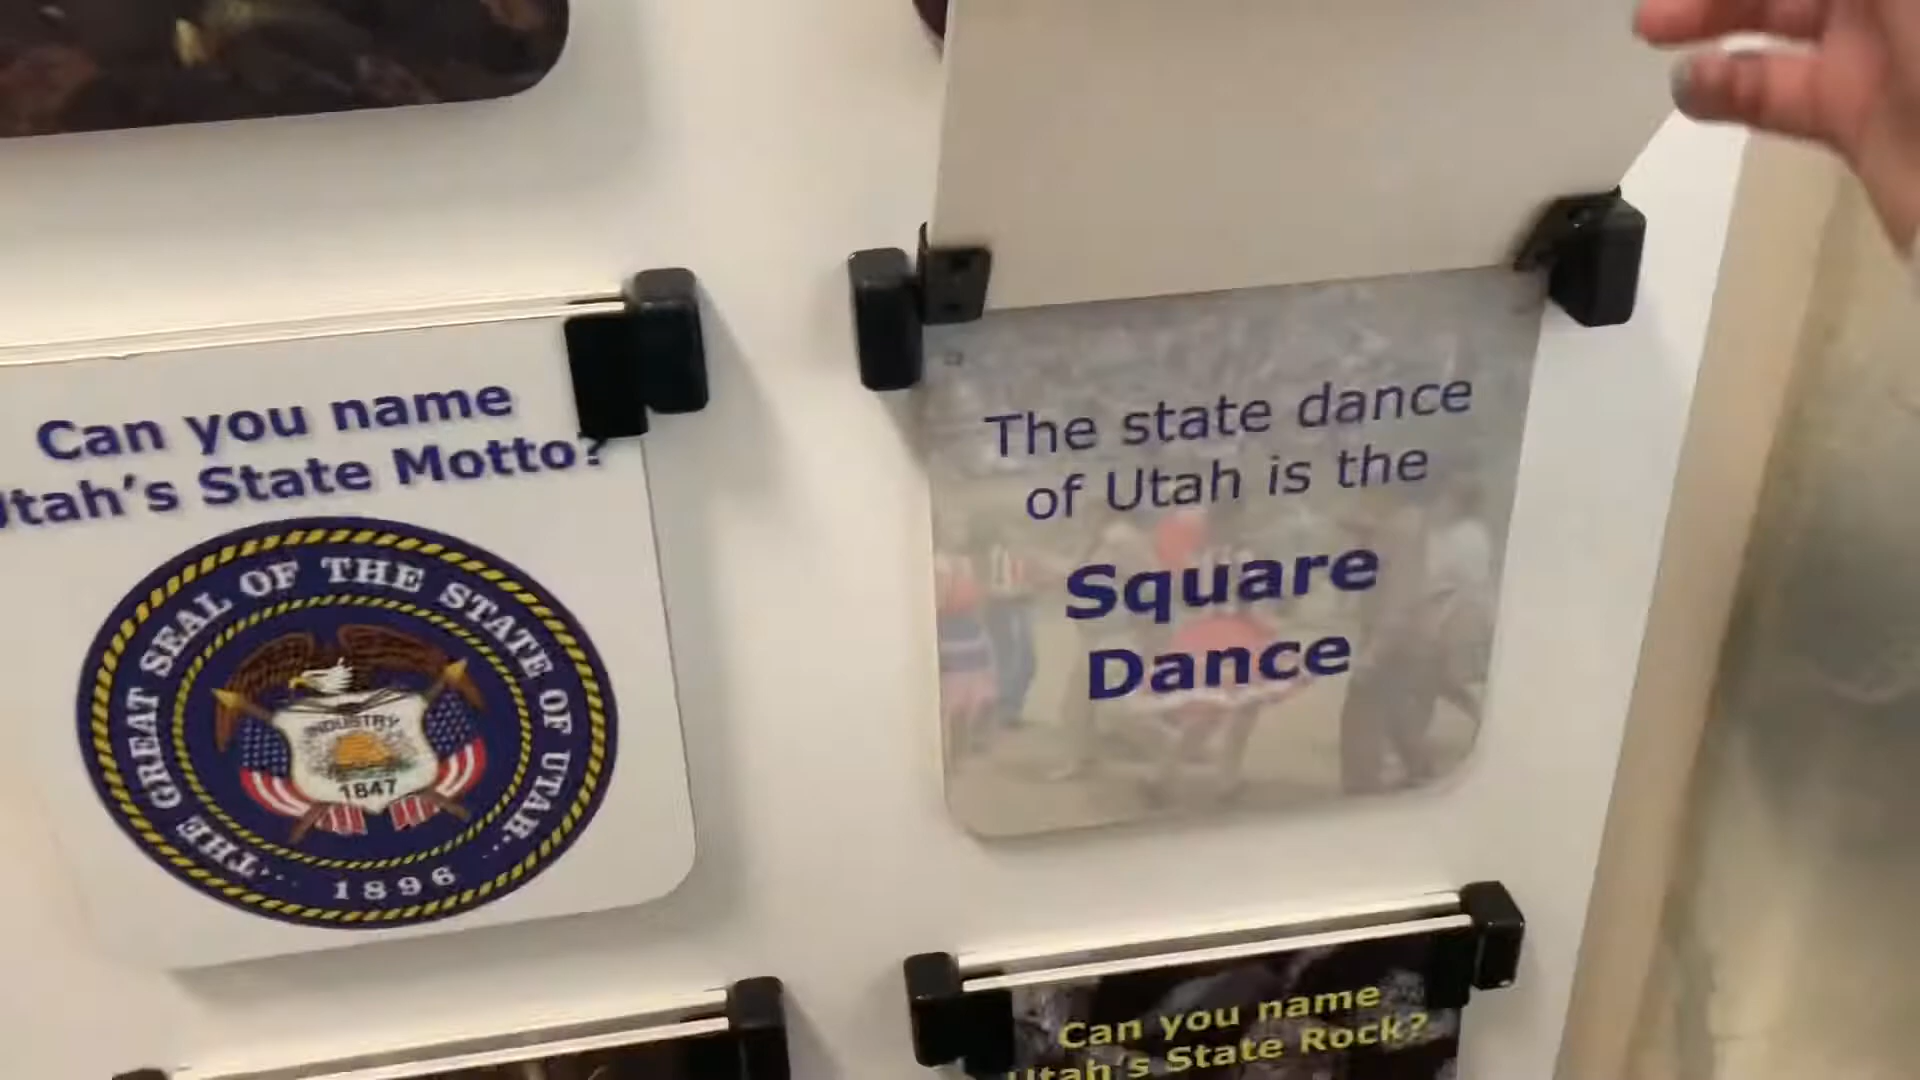 Can you name
Utah's State Motto?
THE GREAT SEAL OF THE STATE OF UTAH
INDUSTRY
1847
1896
The state dance
of Utah is the
Square
Dance
Can you name
Utah's State Rock?